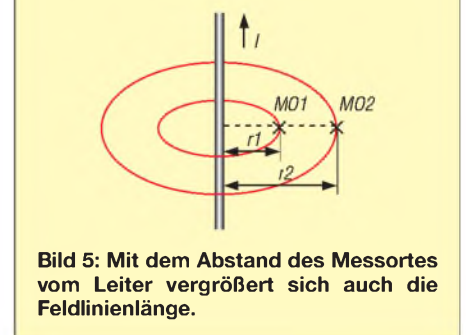 I
MO1 MO2
r1
r2
Bild 5: Mit dem Abstand des Messortes
vom Leiter vergrößert sich auch die
Feldlinienlänge.